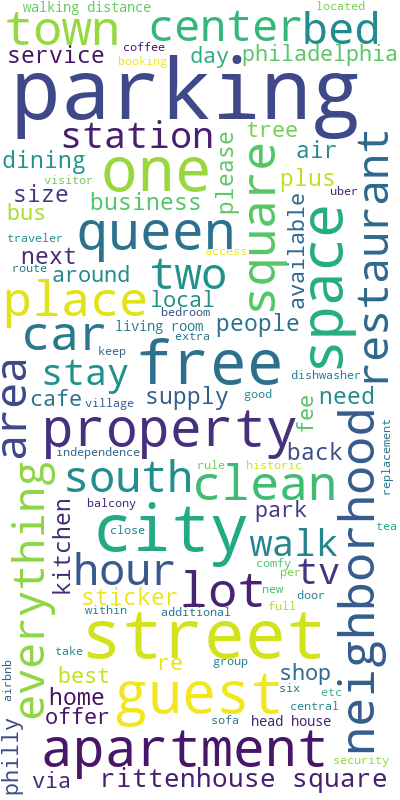 walking distance
located
town
center
bed
service
coffee
day
philadelphia
booking
parking
station
tree
dining
one
please
square
air
restaurant
visitor
size
plus
uber
bus
business
available
space
queen
traveler
next
access
route
around
two
place
local
bedroom
people
car
living room
extra
keep
free
stay
dishwasher
area
cafe
village
supply
good
need
fee
property
neighborhood
back
independence
south
clean
rule
historic
replacement
everything
kitchen
balcony
park
city
close
walk
tea
hour
lot
comfy
per
tv
sticker
new
door
within
additional
full
street
take
re
group
best
shop
airbnb
guest
six
etc
home
sofa
central
offer
head house
philly
apartment
security
via
rittenhouse square